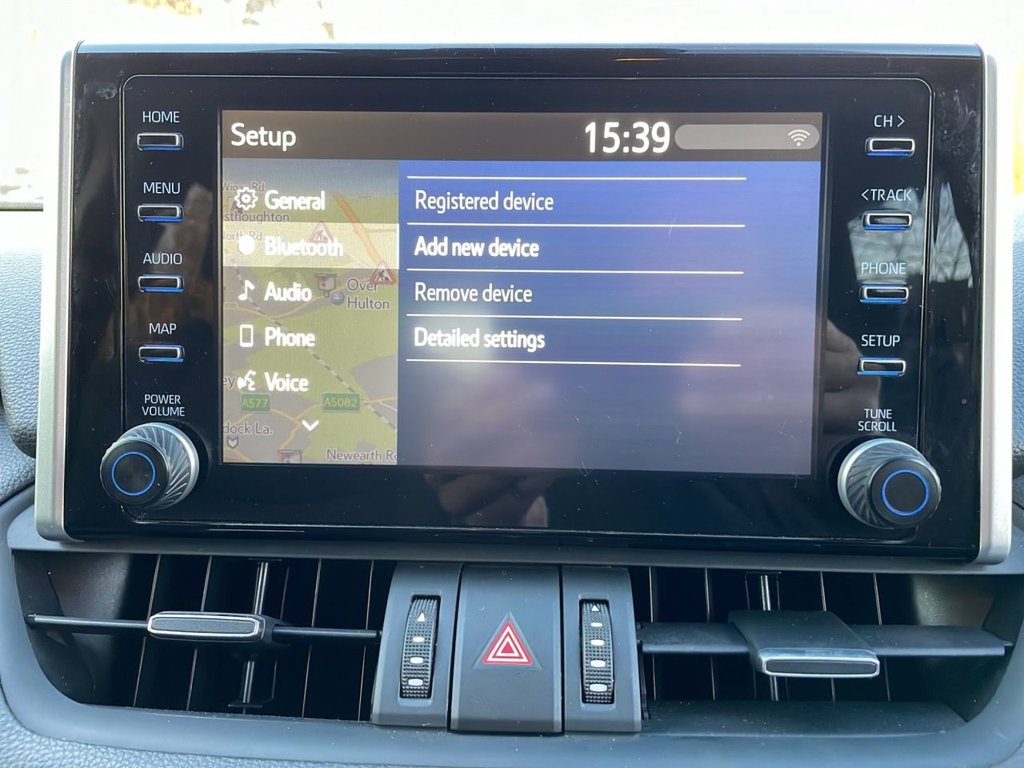 HOME
MENU
AUDIO
MAP
POWER
VOLUME
Setup
15:39
General
Bluetooth
Audio
Phone
Voice
Registered device
Add new device
Remove device
Detailed settings
Over
Hulton
A577
A5082
Newearth
CH >
<TRACK
PHONE
SETUP
TUNE
SCROLL